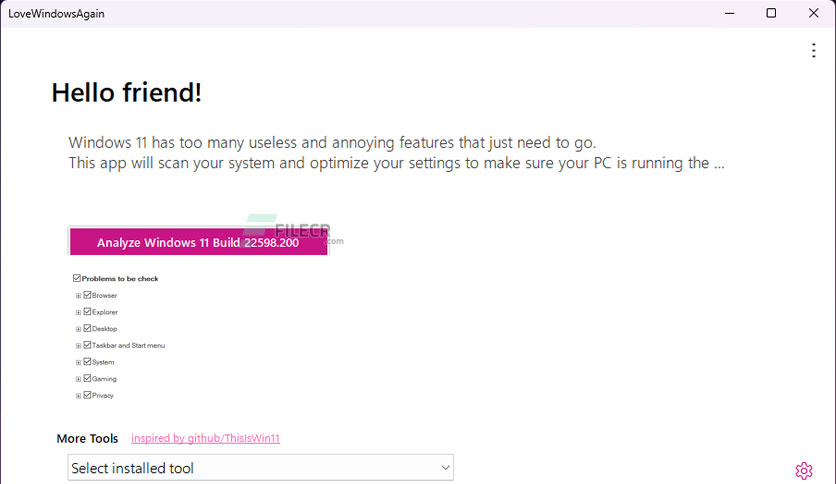 LoveWindowsAgain
Hello friend!
Windows 11 has too many useless and annoying features that just need to go.
This app will scan your system and optimize your settings to make sure your PC is running the ...
FILECR
.com
Analyze Windows 11 Build 22598.200
Problems to be check
Browser
Explorer
Desktop
Taskbar and Start menu
System
Gaming
Privacy
More Tools inspired by github/ThisIsWin11
Select installed tool